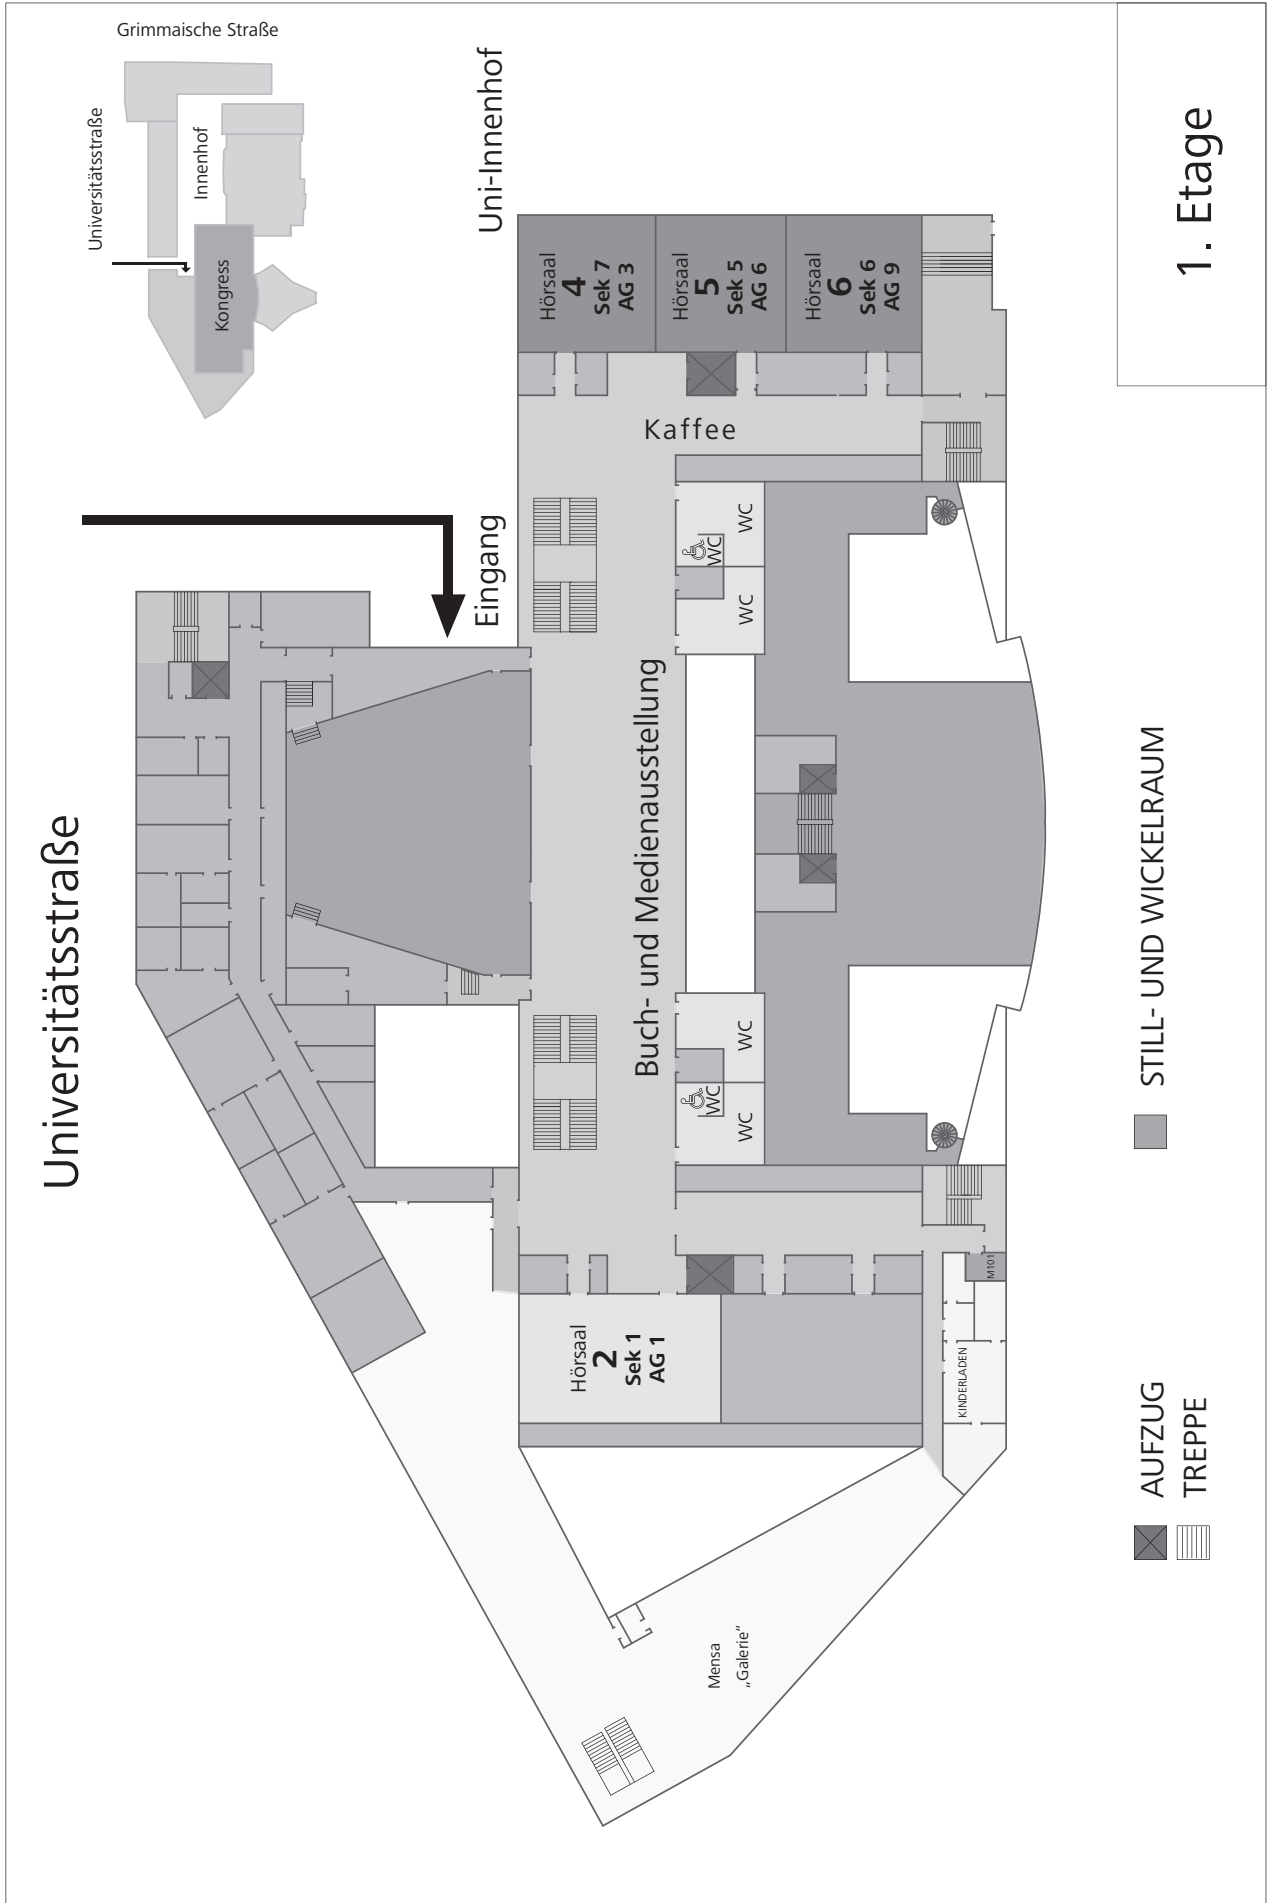 Grimmaische Straße
Universitätsstraße
Innenhof
Kongress
Uni-Innenhof
1. Etage
Hörsaal
4
Sek 7
AG 3
Hörsaal
5
Sek 5
AG 6
Hörsaal
6
Sek 6
AG 9
Kaffee
Eingang
WC
WC
WC
Universitätsstraße
Buch- und Medienausstellung
WC
WC
WC
M101
Hörsaal
2
Sek 1
AG 1
KINDERLADEN
Mensa
„Galerie“
STILL- UND WICKELRAUM
AUFZUG
TREPPE